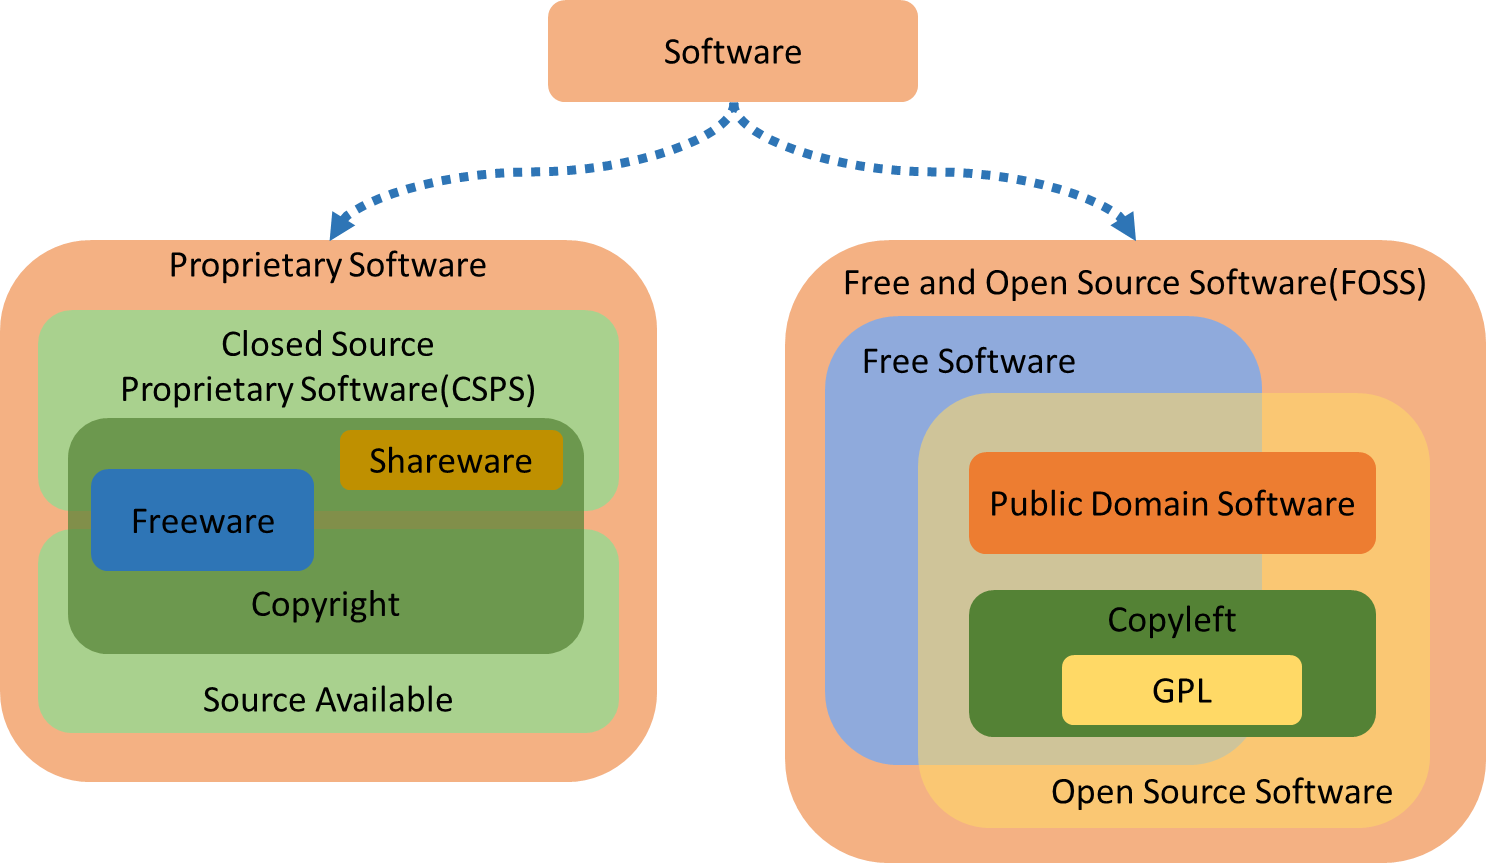 Software
Proprietary Software
Closed Source
Proprietary Software(CSPS)
Shareware
Freeware
Copyright
Source Available
Free and Open Source Software(FOSS)
Free Software
Public Domain Software
Copyleft
GPL
Open Source Software